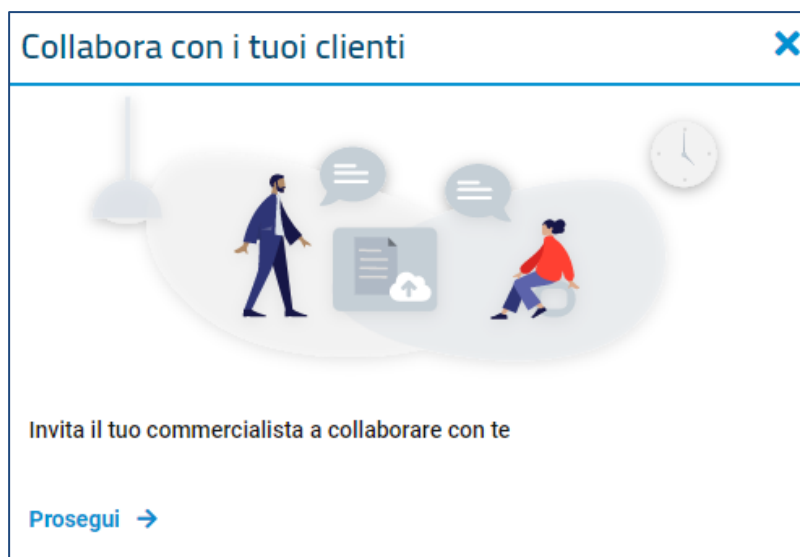 Collabora con i tuoi clienti
Invita il tuo commercialista a collaborare con te
Prosegui →